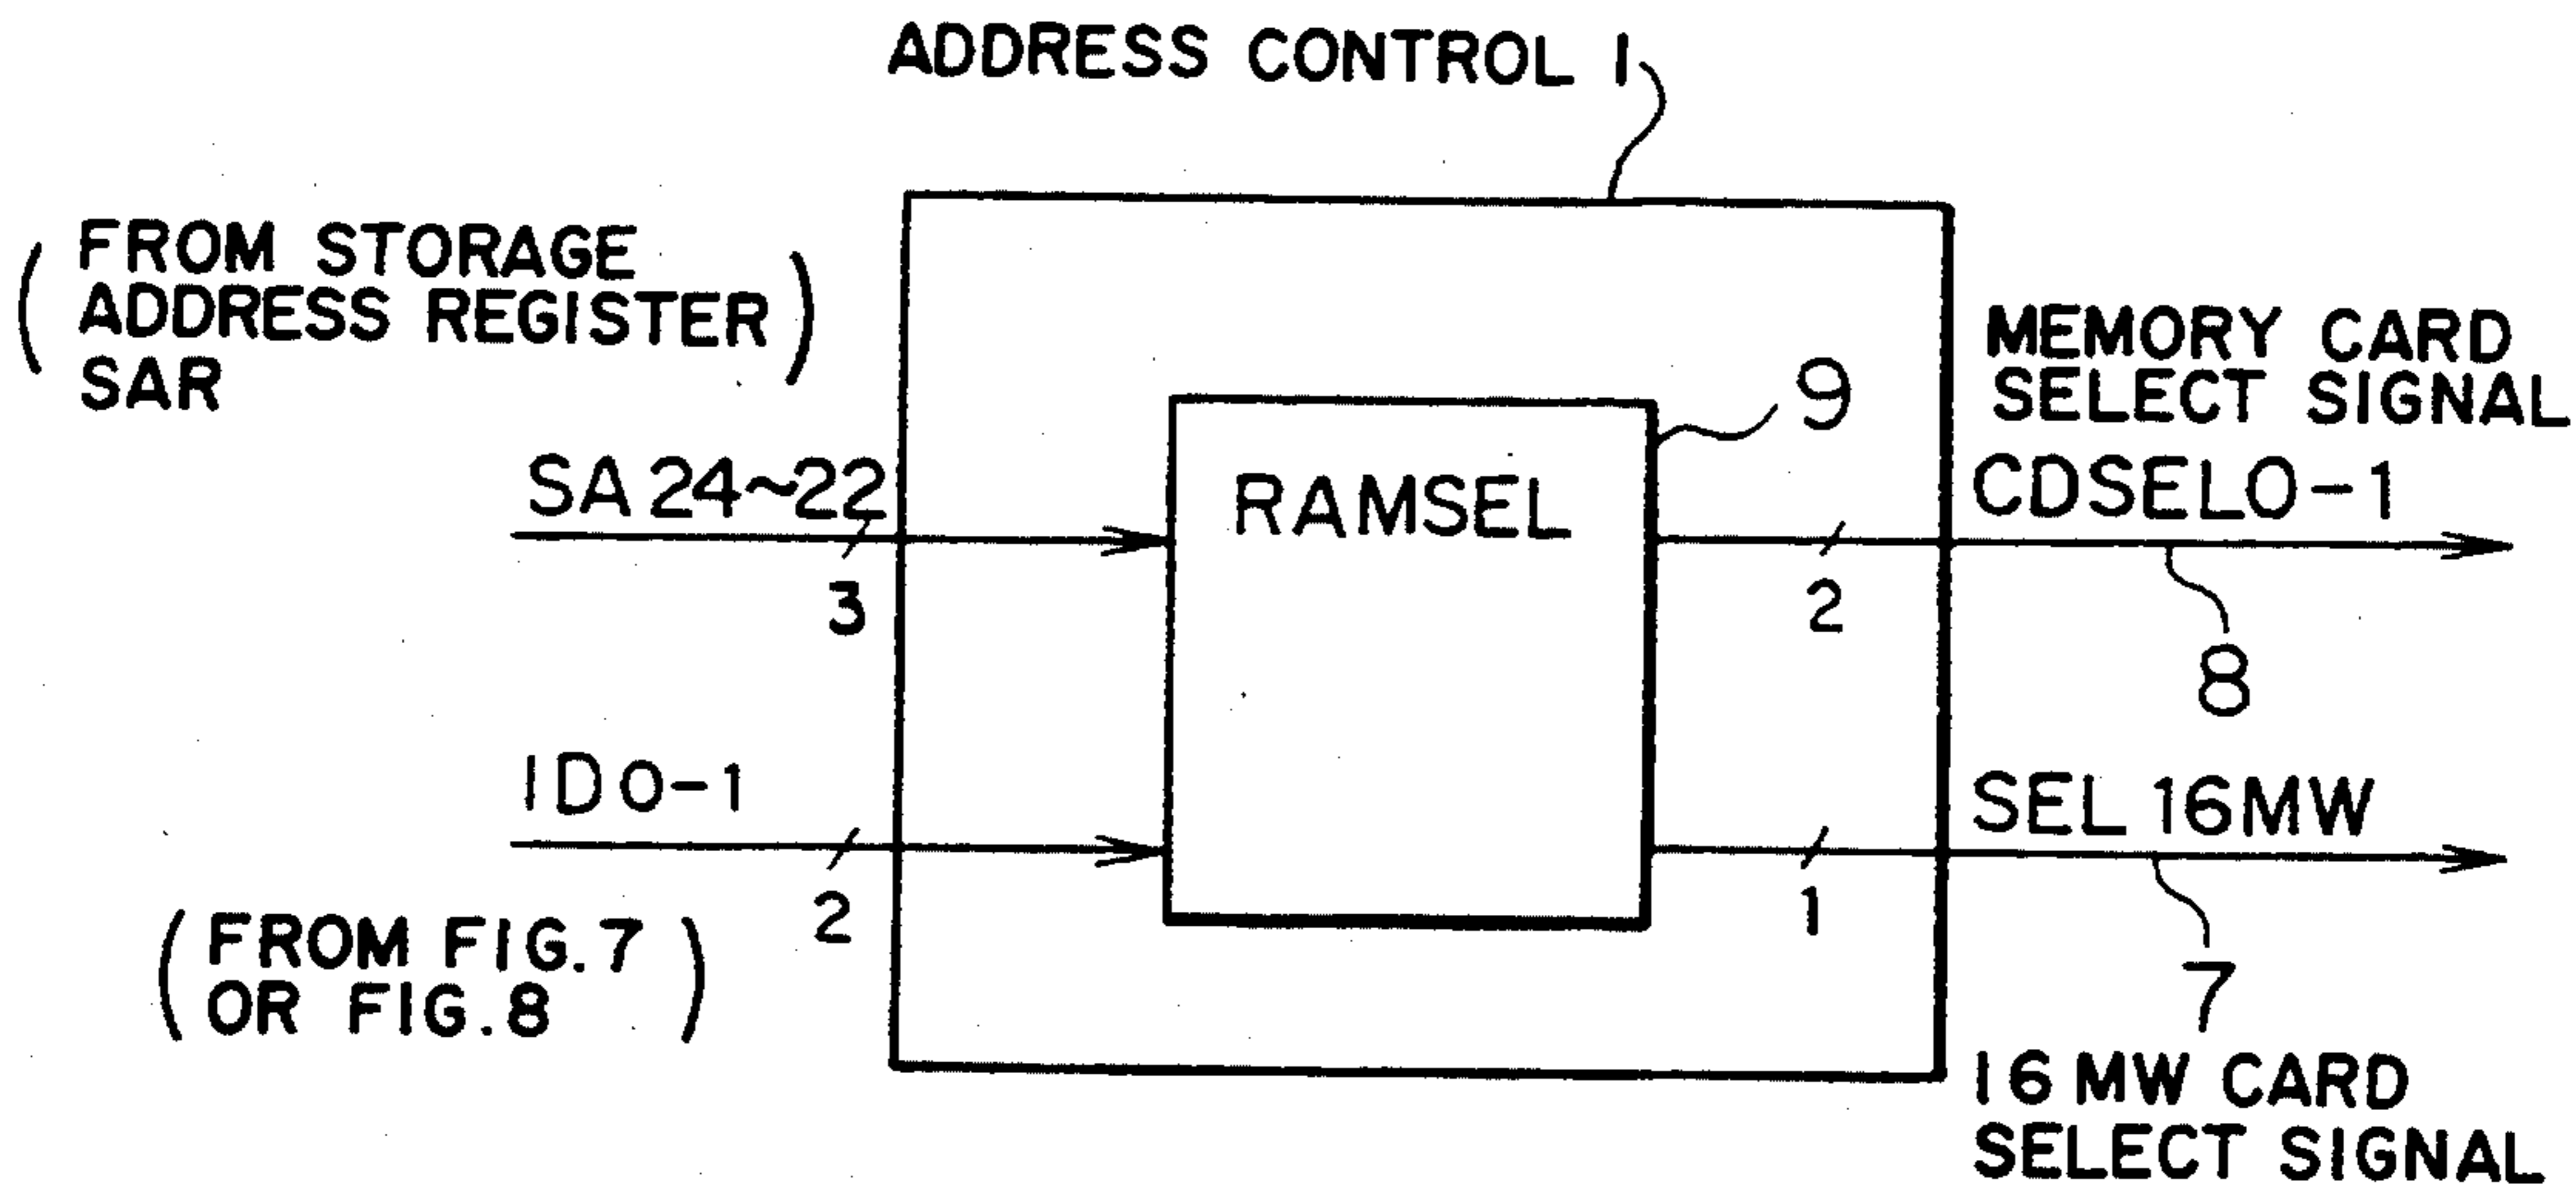 ADDRESS CONTROL 1
( FROM STORAGE
ADDRESS REGISTER )
SAR
SA 24~22
3
RAMSEL
9
MEMORY CARD
SELECT SIGNAL
CDSEL0-1
2
8
ID0-1
2
( FROM FIG.7
OR FIG.8 )
SEL 16MW
1
7
16 MW CARD
SELECT SIGNAL